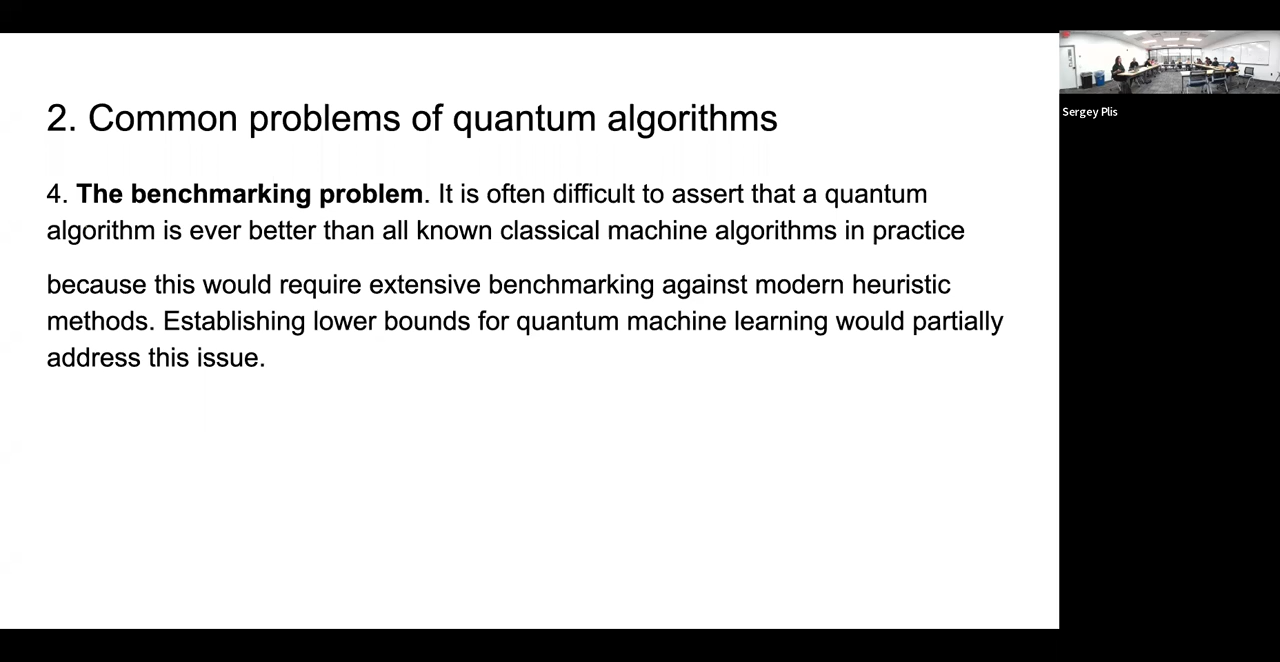 2. Common problems of quantum algorithms
4. The benchmarking problem. It is often difficult to assert that a quantum
algorithm is ever better than all known classical machine algorithms in practice
because this would require extensive benchmarking against modern heuristic
methods. Establishing lower bounds for quantum machine learning would partially
address this issue.
Sergey Plis